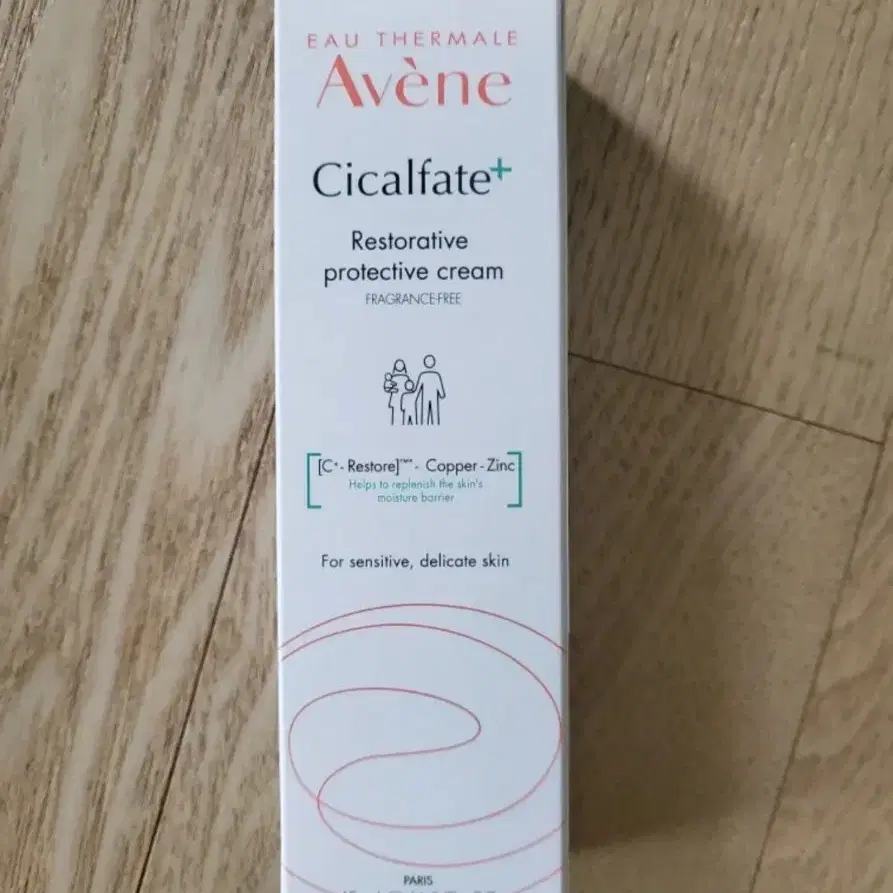 EAU THERMALE
Avène
Cicalfate+
Restorative
protective cream
FRAGRANCE-FREE
[C+- Restore]™ - Copper - Zinc
Helps to replenish the skin's
moisture barrier
For sensitive, delicate skin
PARIS